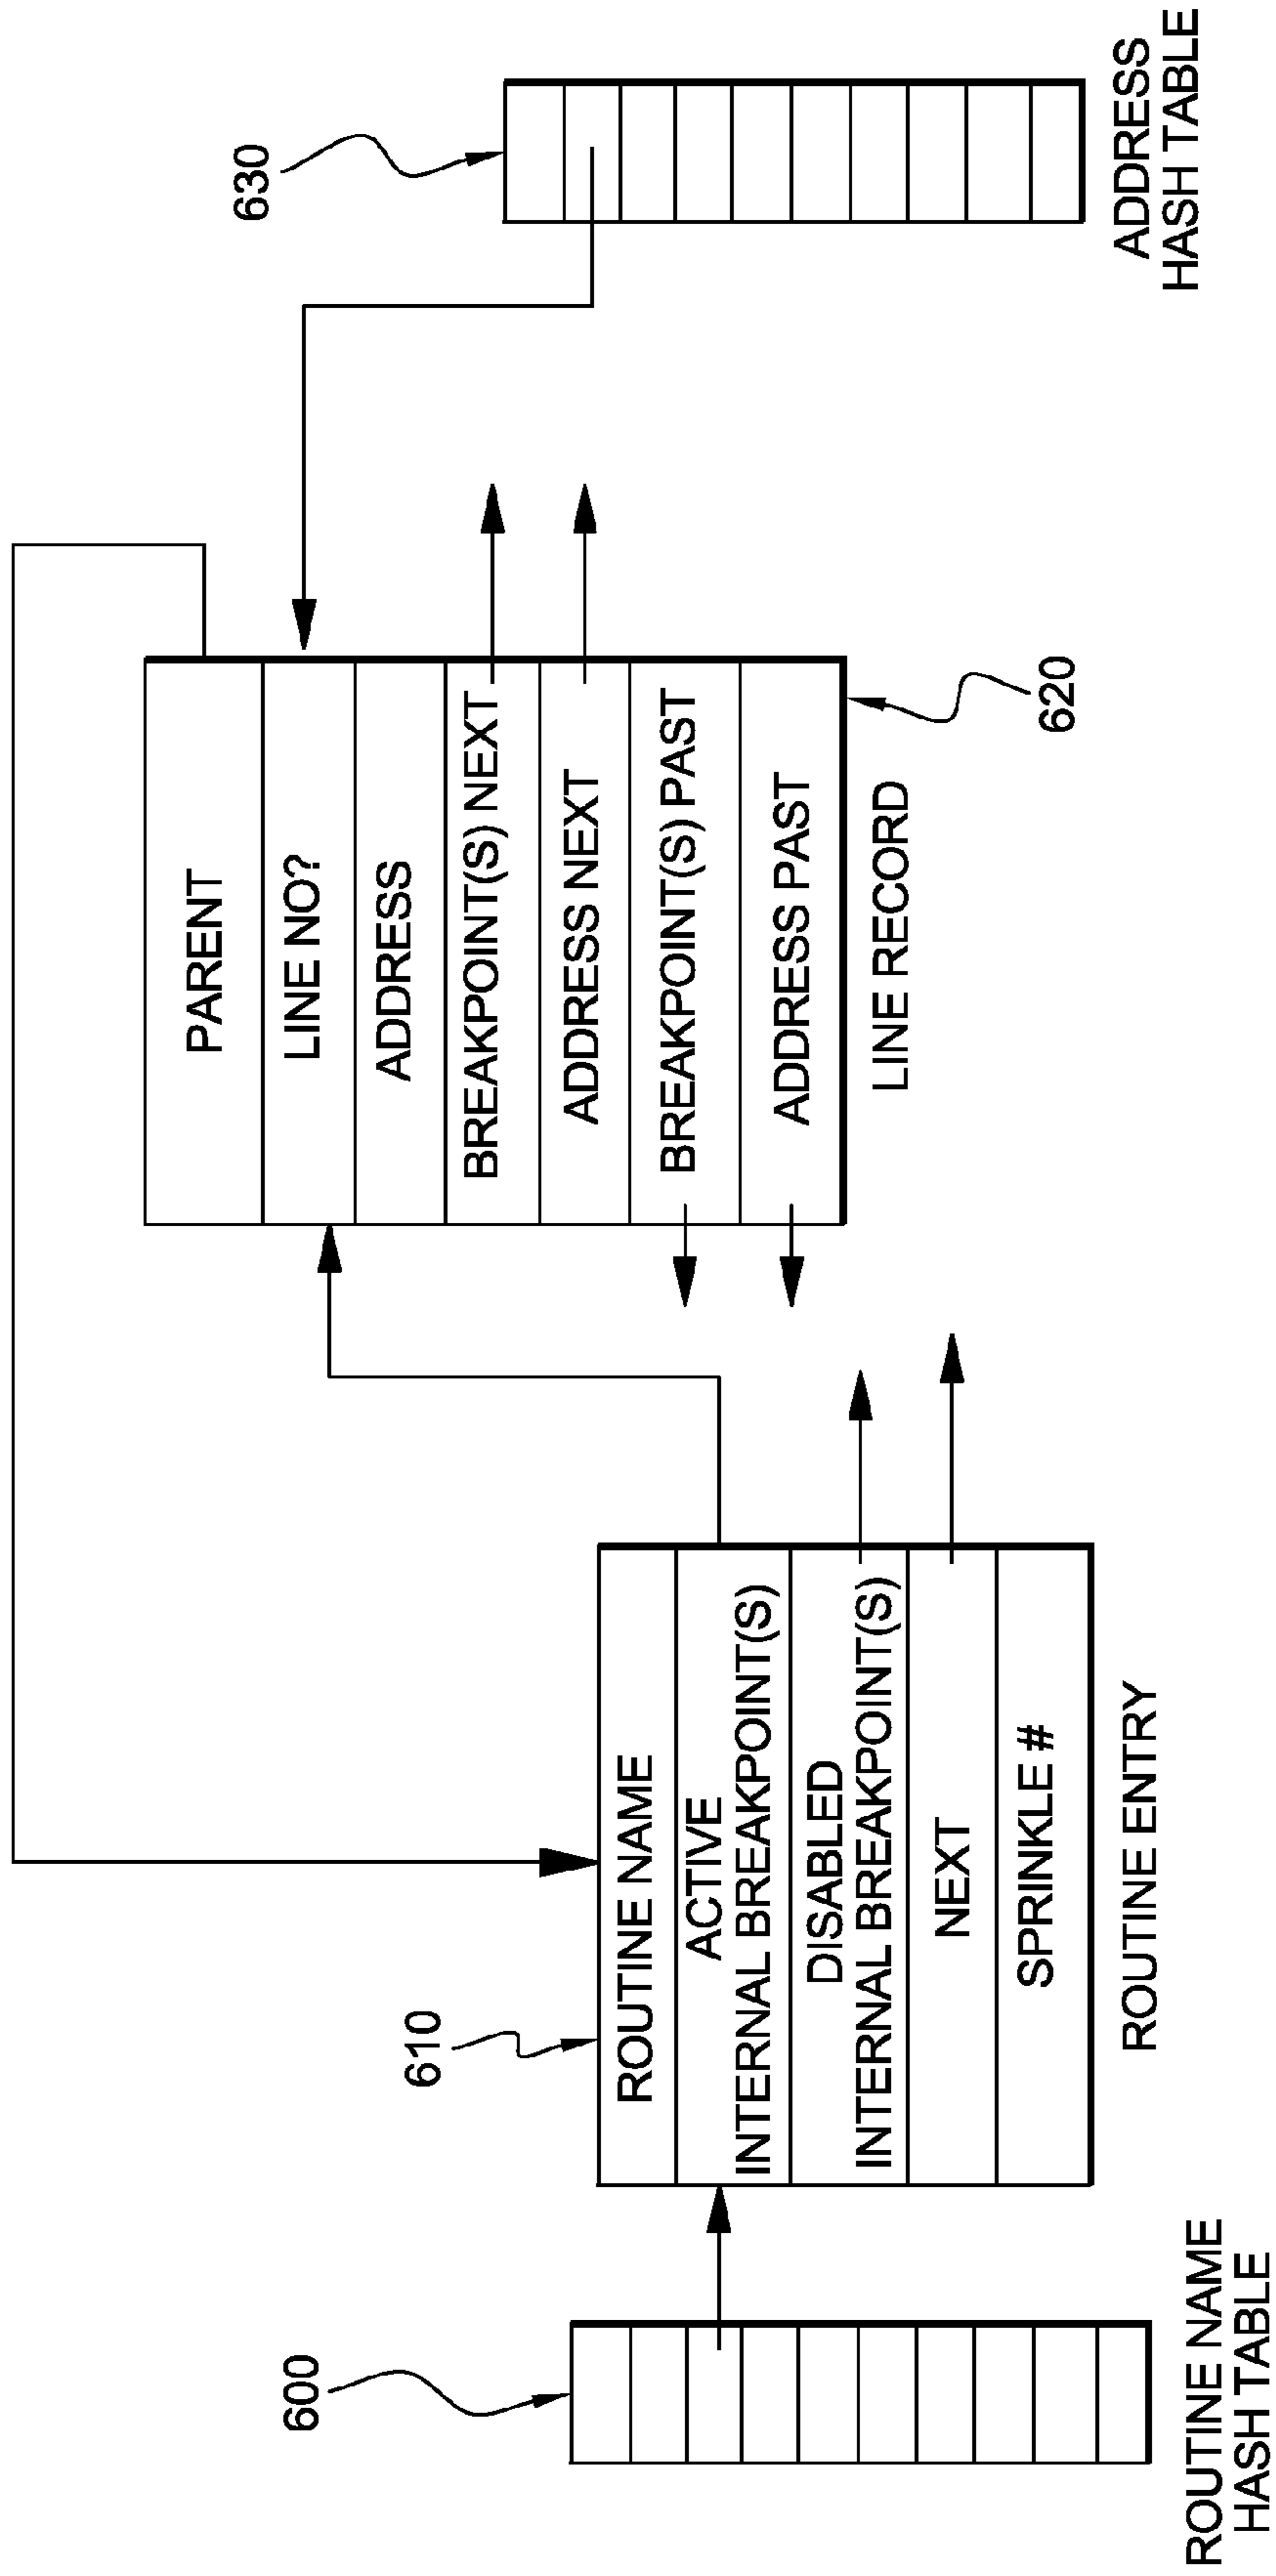 600
ROUTINE NAME
HASH TABLE
610
ROUTINE NAME
ACTIVE
INTERNAL BREAKPOINT(S)
DISABLED
INTERNAL BREAKPOINT(S)
NEXT
SPRINKLE #
ROUTINE ENTRY
PARENT
LINE NO?
ADDRESS
BREAKPOINT(S) NEXT
ADDRESS NEXT
BREAKPOINT(S) PAST
ADDRESS PAST
LINE RECORD
620
630
ADDRESS
HASH TABLE